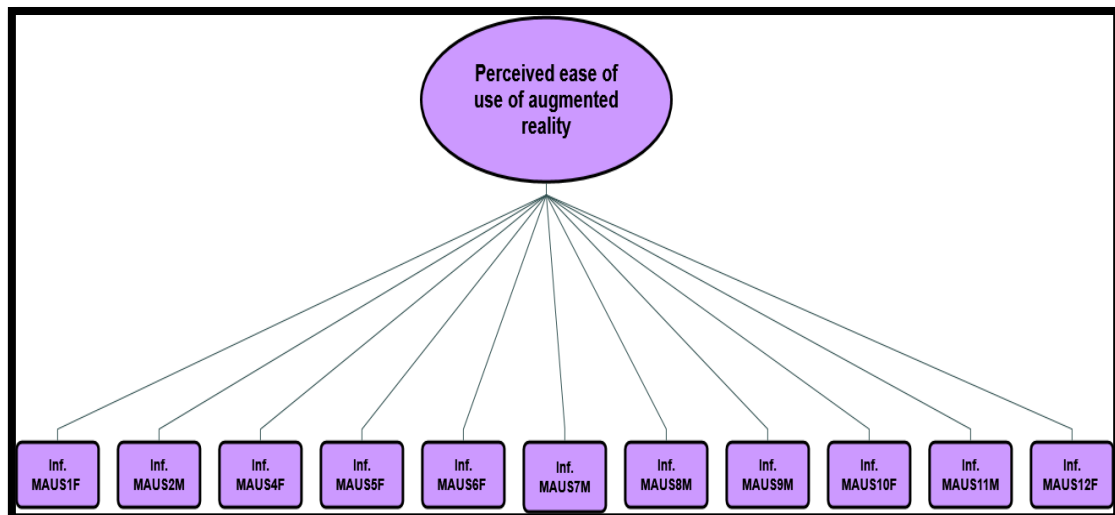 Perceived ease of
use of augmented
reality
Inf.
MAUS1F
Inf.
MAUS2M
Inf.
MAUS4F
Inf.
MAUS5F
Inf.
MAUS6F
Inf.
MAUS7M
Inf.
MAUS8M
Inf.
MAUS9M
Inf.
MAUS10F
Inf.
MAUS11M
Inf.
MAUS12F